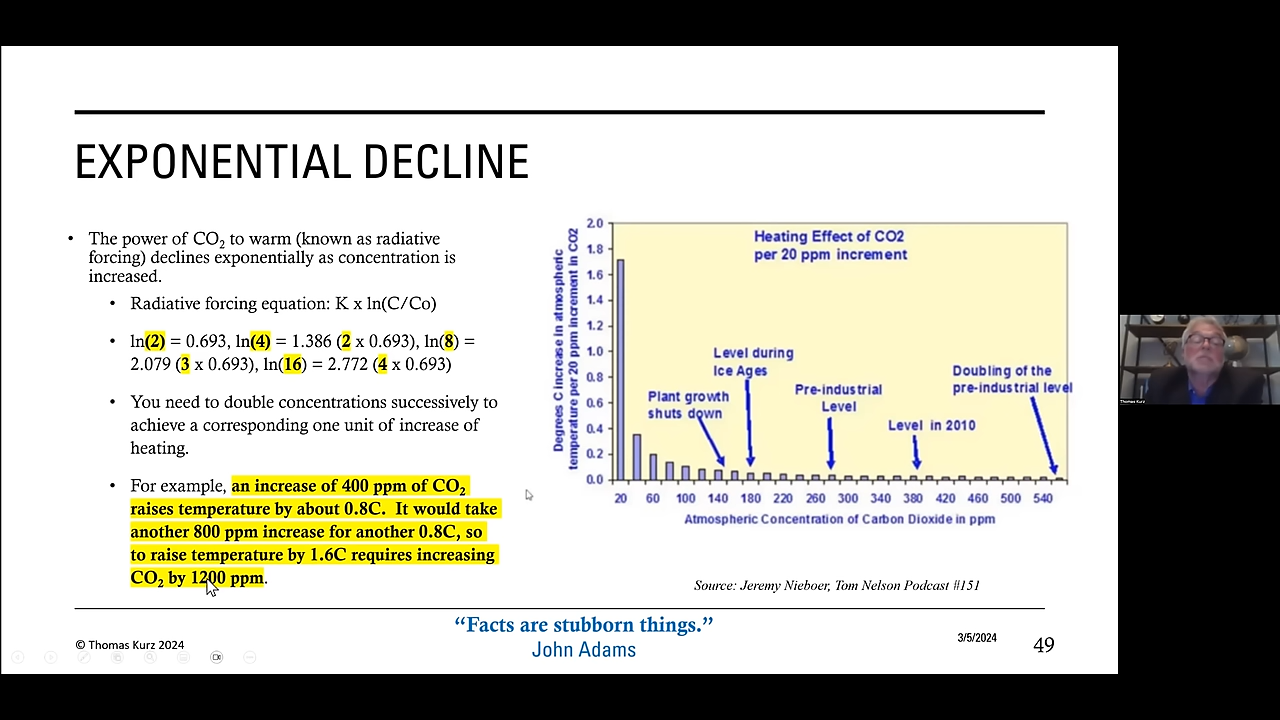 EXPONENTIAL DECLINE
• The power of CO₂ to warm (known as radiative
forcing) declines exponentially as concentration is
increased.
• Radiative forcing equation: K x ln(C/Co)
• ln(2) = 0.693, ln(4) = 1.386 (2 x 0.693), ln(8) =
2.079 (3 x 0.693), ln(16) = 2.772 (4 x 0.693)
• You need to double concentrations successively to
achieve a corresponding one unit of increase of
heating.
• For example, an increase of 400 ppm of CO₂
raises temperature by about 0.8C. It would take
another 800 ppm increase for another 0.8C, so
to raise temperature by 1.6C requires increasing
CO₂ by 1200 ppm.
Degrees C increase in atmospheric
temperature per 20 ppm increment in CO2
2.0
1.8
1.6
1.4
1.2
1.0
0.8
0.6
0.4
0.2
0.0
Heating Effect of CO2
per 20 ppm increment
Plant growth
shuts down
Level during
Ice Ages
Pre-industrial
Level
Level in 2010
Doubling of the
pre-industrial level
20 60 100 140 180 220 260 300 340 380 420 460 500 540
Atmospheric Concentration of Carbon Dioxide in ppm
Source: Jeremy Nieboer, Tom Nelson Podcast #151
© Thomas Kurz 2024
“Facts are stubborn things.”
John Adams
3/5/2024
49
Thomas Kurz